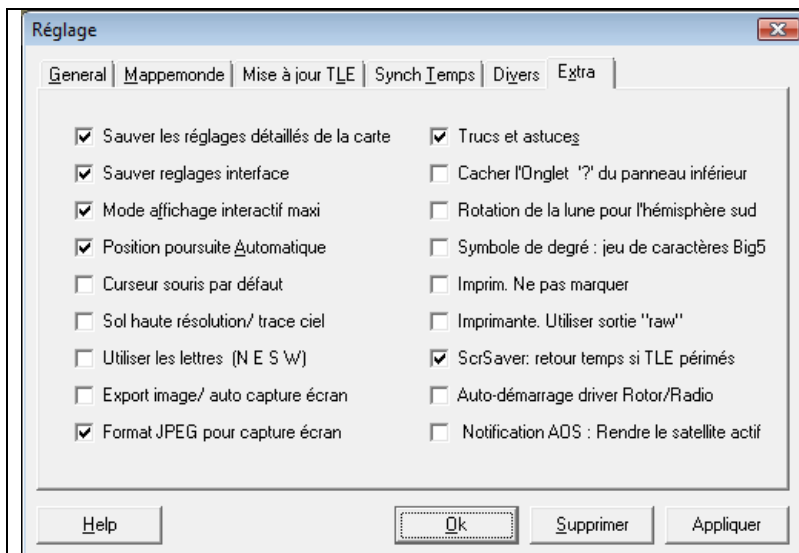 Réglage
General Mappemonde Mise à jour TLE Synch Temps Divers Extra
Sauver les réglages détaillés de la carte
Sauver reglages interface
Mode affichage interactif maxi
Position poursuite Automatique
Curseur souris par défaut
Sol haute résolution/ trace ciel
Utiliser les lettres (N E S W)
Export image/ auto capture écran
Format JPEG pour capture écran
Trucs et astuces
Cacher l'Onglet '?' du panneau inférieur
Rotation de la lune pour l'hémisphère sud
Symbole de degré : jeu de caractères Big5
Imprim. Ne pas marquer
Imprimante. Utiliser sortie "raw"
ScrSaver: retour temps si TLE périmés
Auto-démarrage driver Rotor/Radio
Notification AOS : Rendre le satellite actif
Help Ok Supprimer Appliquer